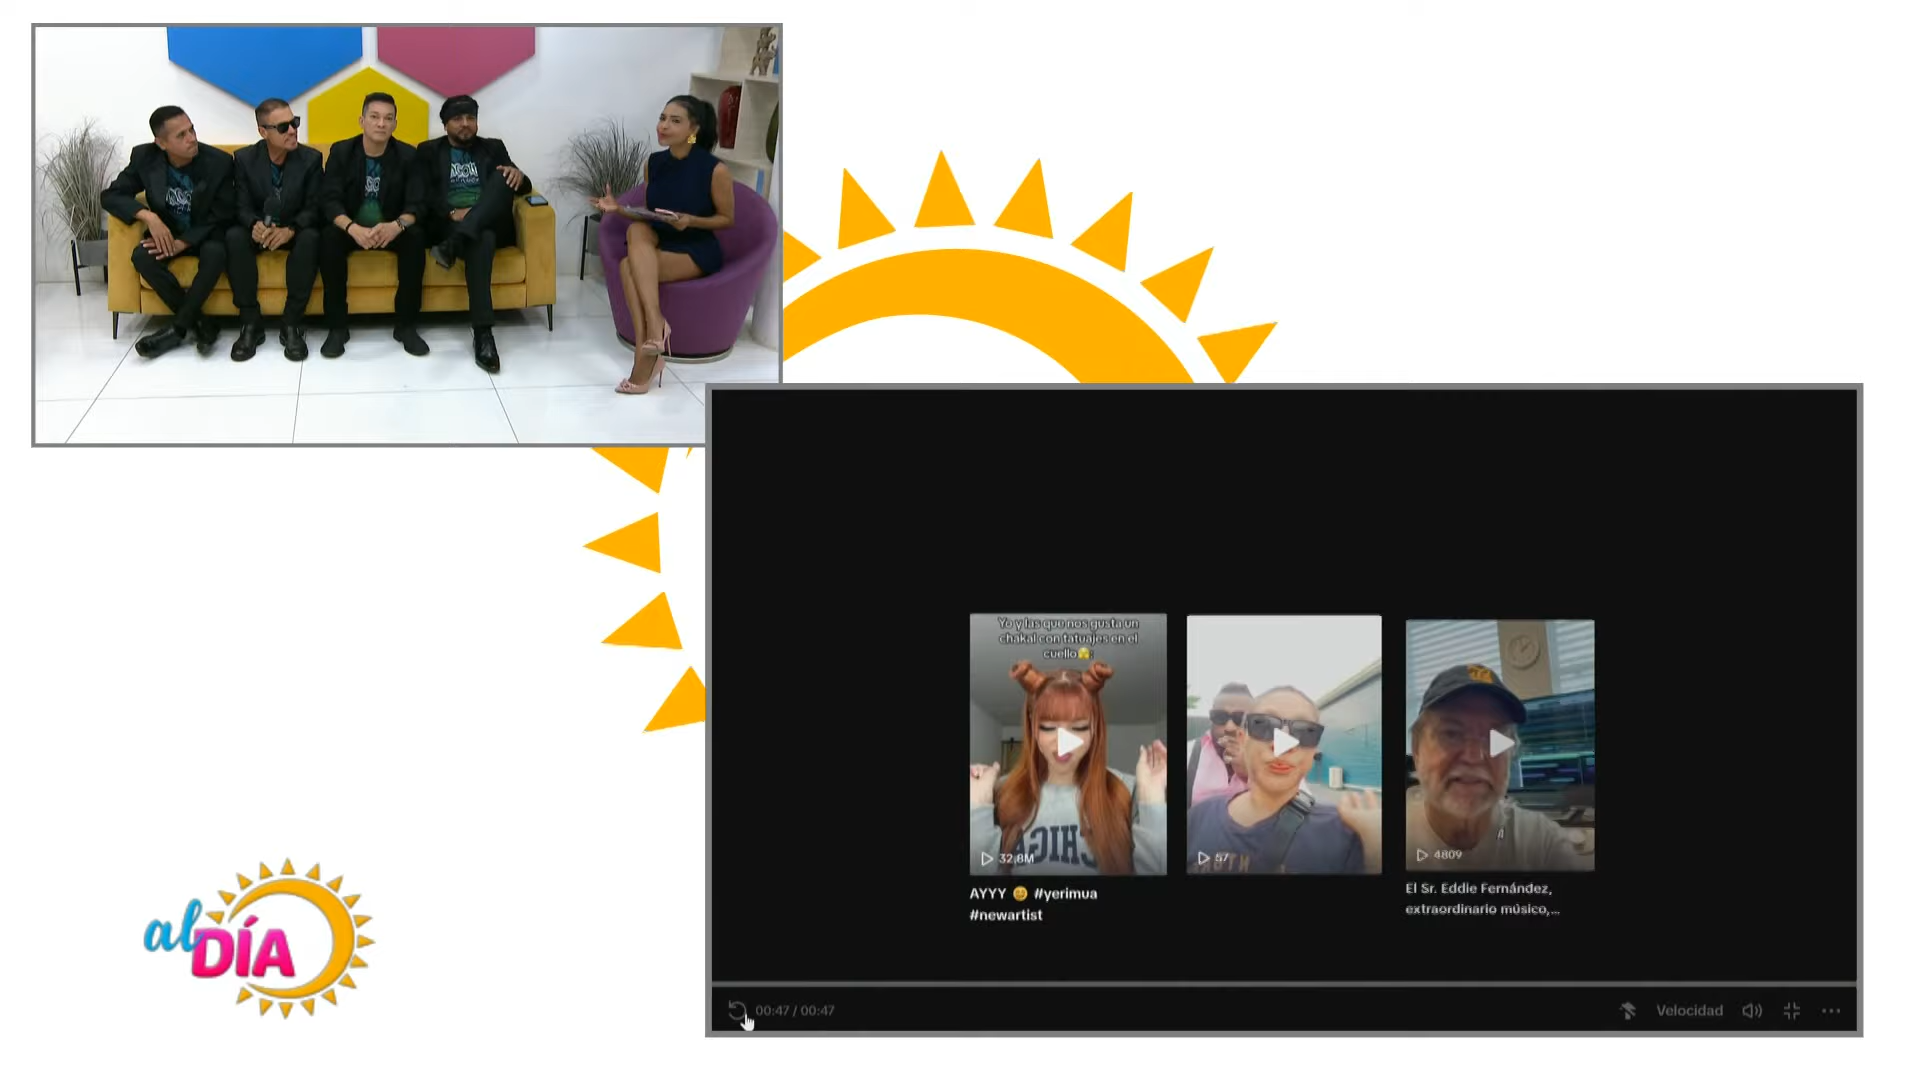 Yo y las que nos gusta un
chakal con tatuajes en el
cuello
32,8M
57
4809
AYYY #yerimua
#newartist
El Sr. Eddie Fernández,
extraordinario músico,...
00:47 / 00:47
Velocidad
al
DÍA